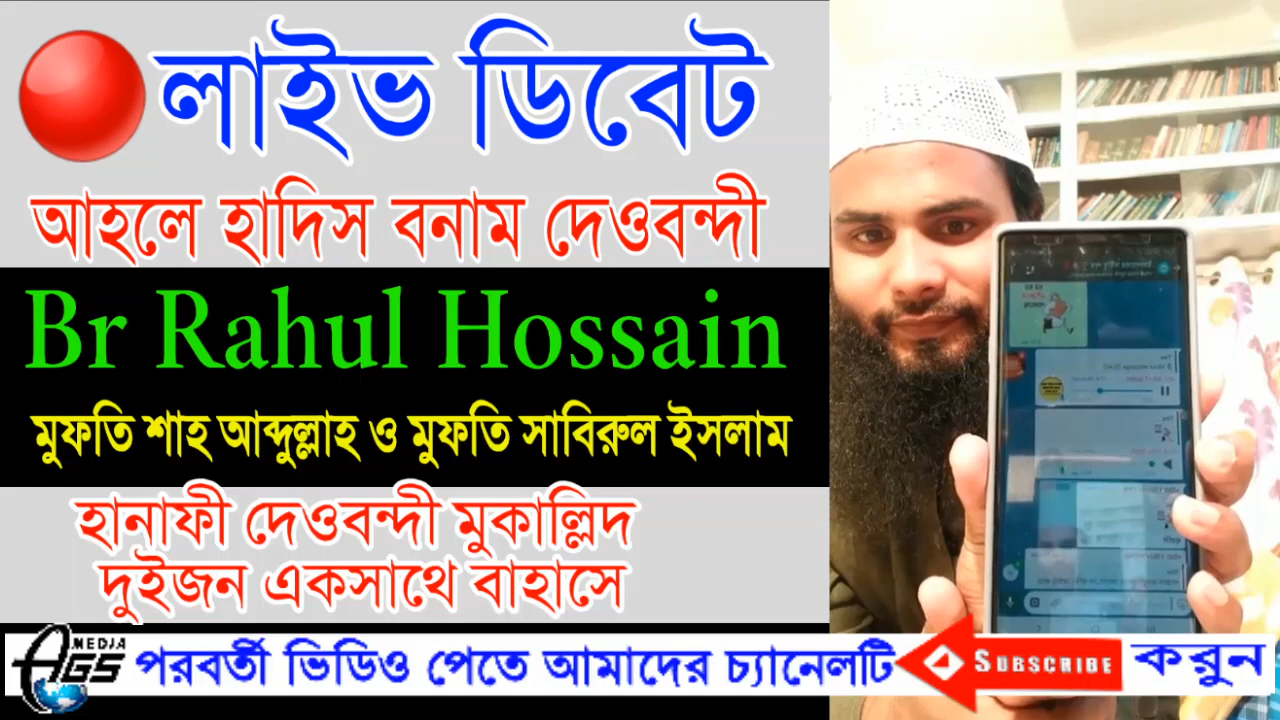 লাইভ ডিবেট
আহলে হাদিস বনাম দেওবন্দী
Br Rahul Hossain
মুফতি শাহ আব্দুল্লাহ ও মুফতি সাবিরুল ইসলাম
হানাফী দেওবন্দী মুকাল্লিদ
দুইজন একসাথে বাহাসে
AGS MEDIA পরবর্তী ভিডিও পেতে আমাদের চ্যানেলটি SUBSCRIBE করুন